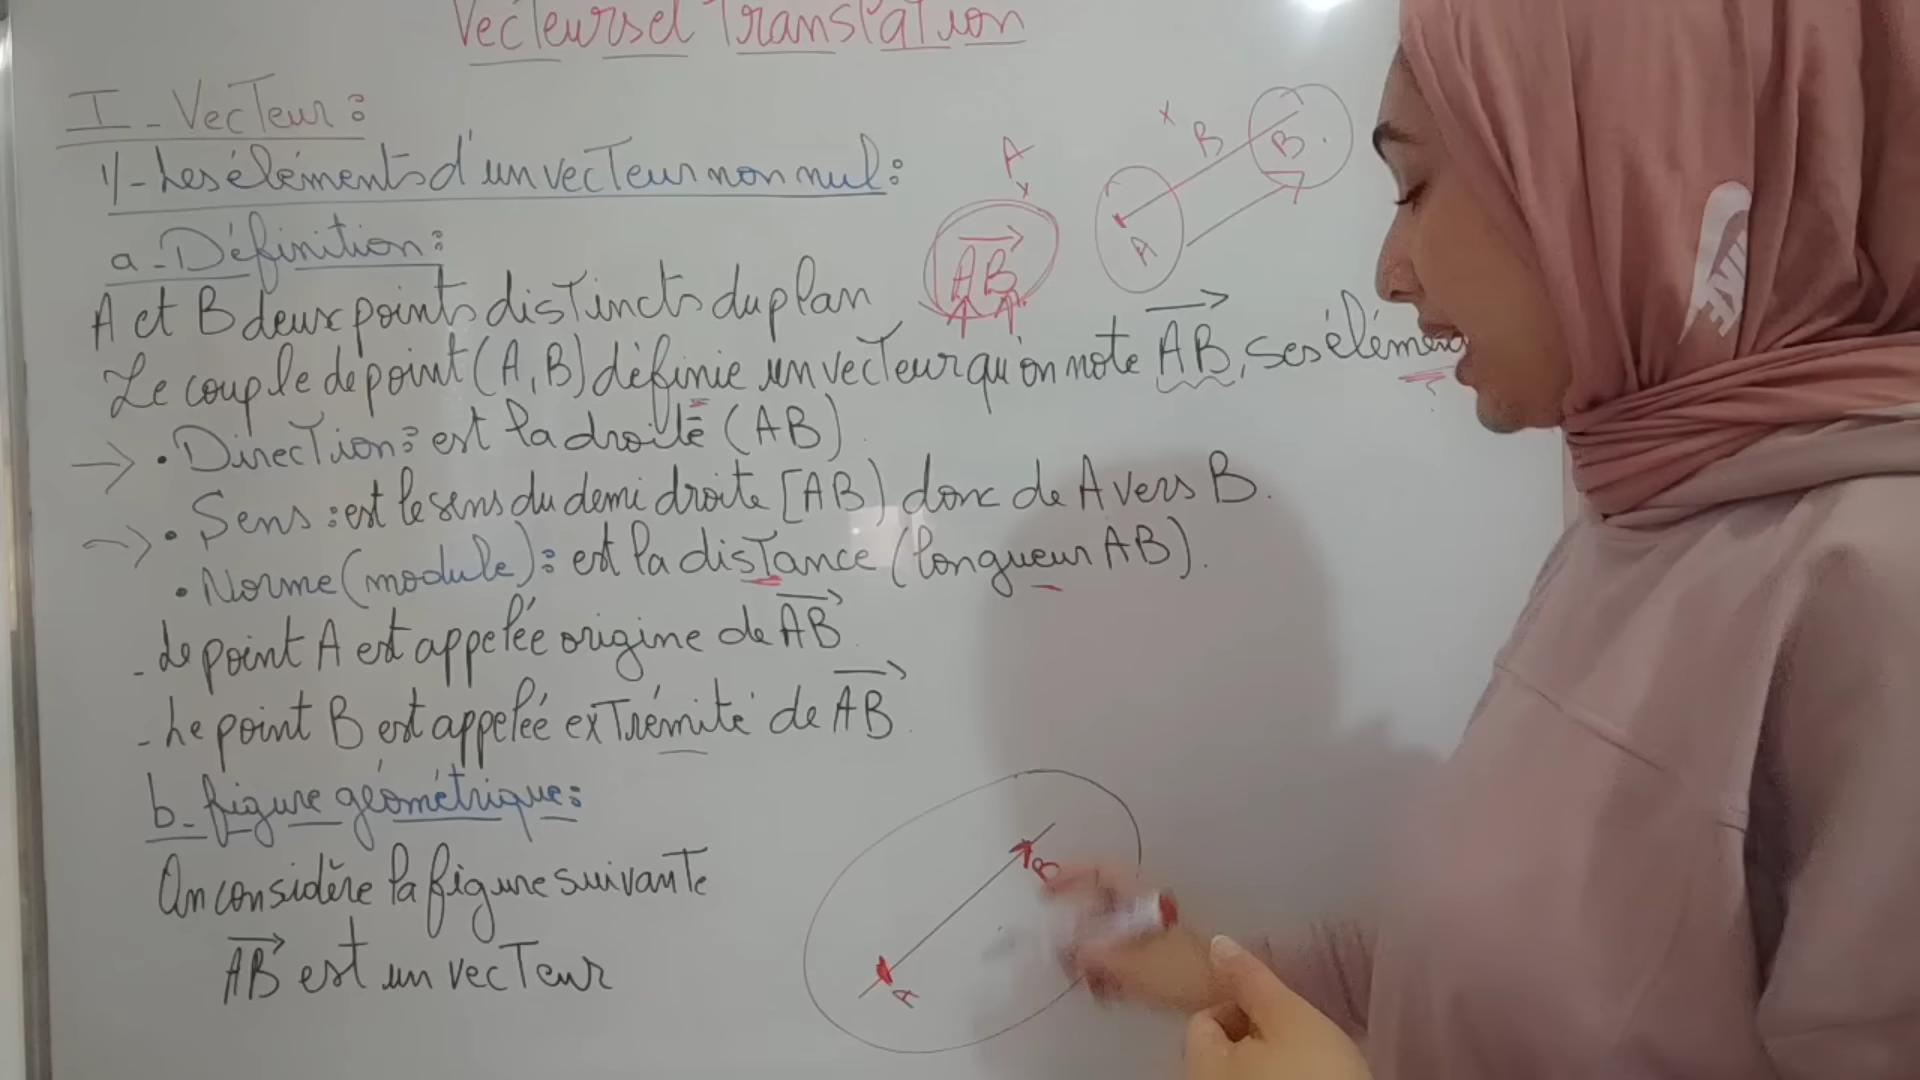 Vecteurs et Translation
I - Vecteur :
1/- Les éléments d'un vecteur non nul :
a - Définition :
A et B deux points distincts du plan
Le couple de point (A, B) définie un vecteur qu'on note AB, ses élément
→ • Direction : est la droite (AB).
→ • Sens : est le sens du demi droite [AB) donc de A vers B.
• Norme (module) : est la distance (longueur AB).
- Le point A est appelée origine de AB
- Le point B est appelée extrémité de AB.
b - figure géométrique :
On considère la figure suivante
AB est un vecteur
A
B
AB
A
B
A
B
NIKE